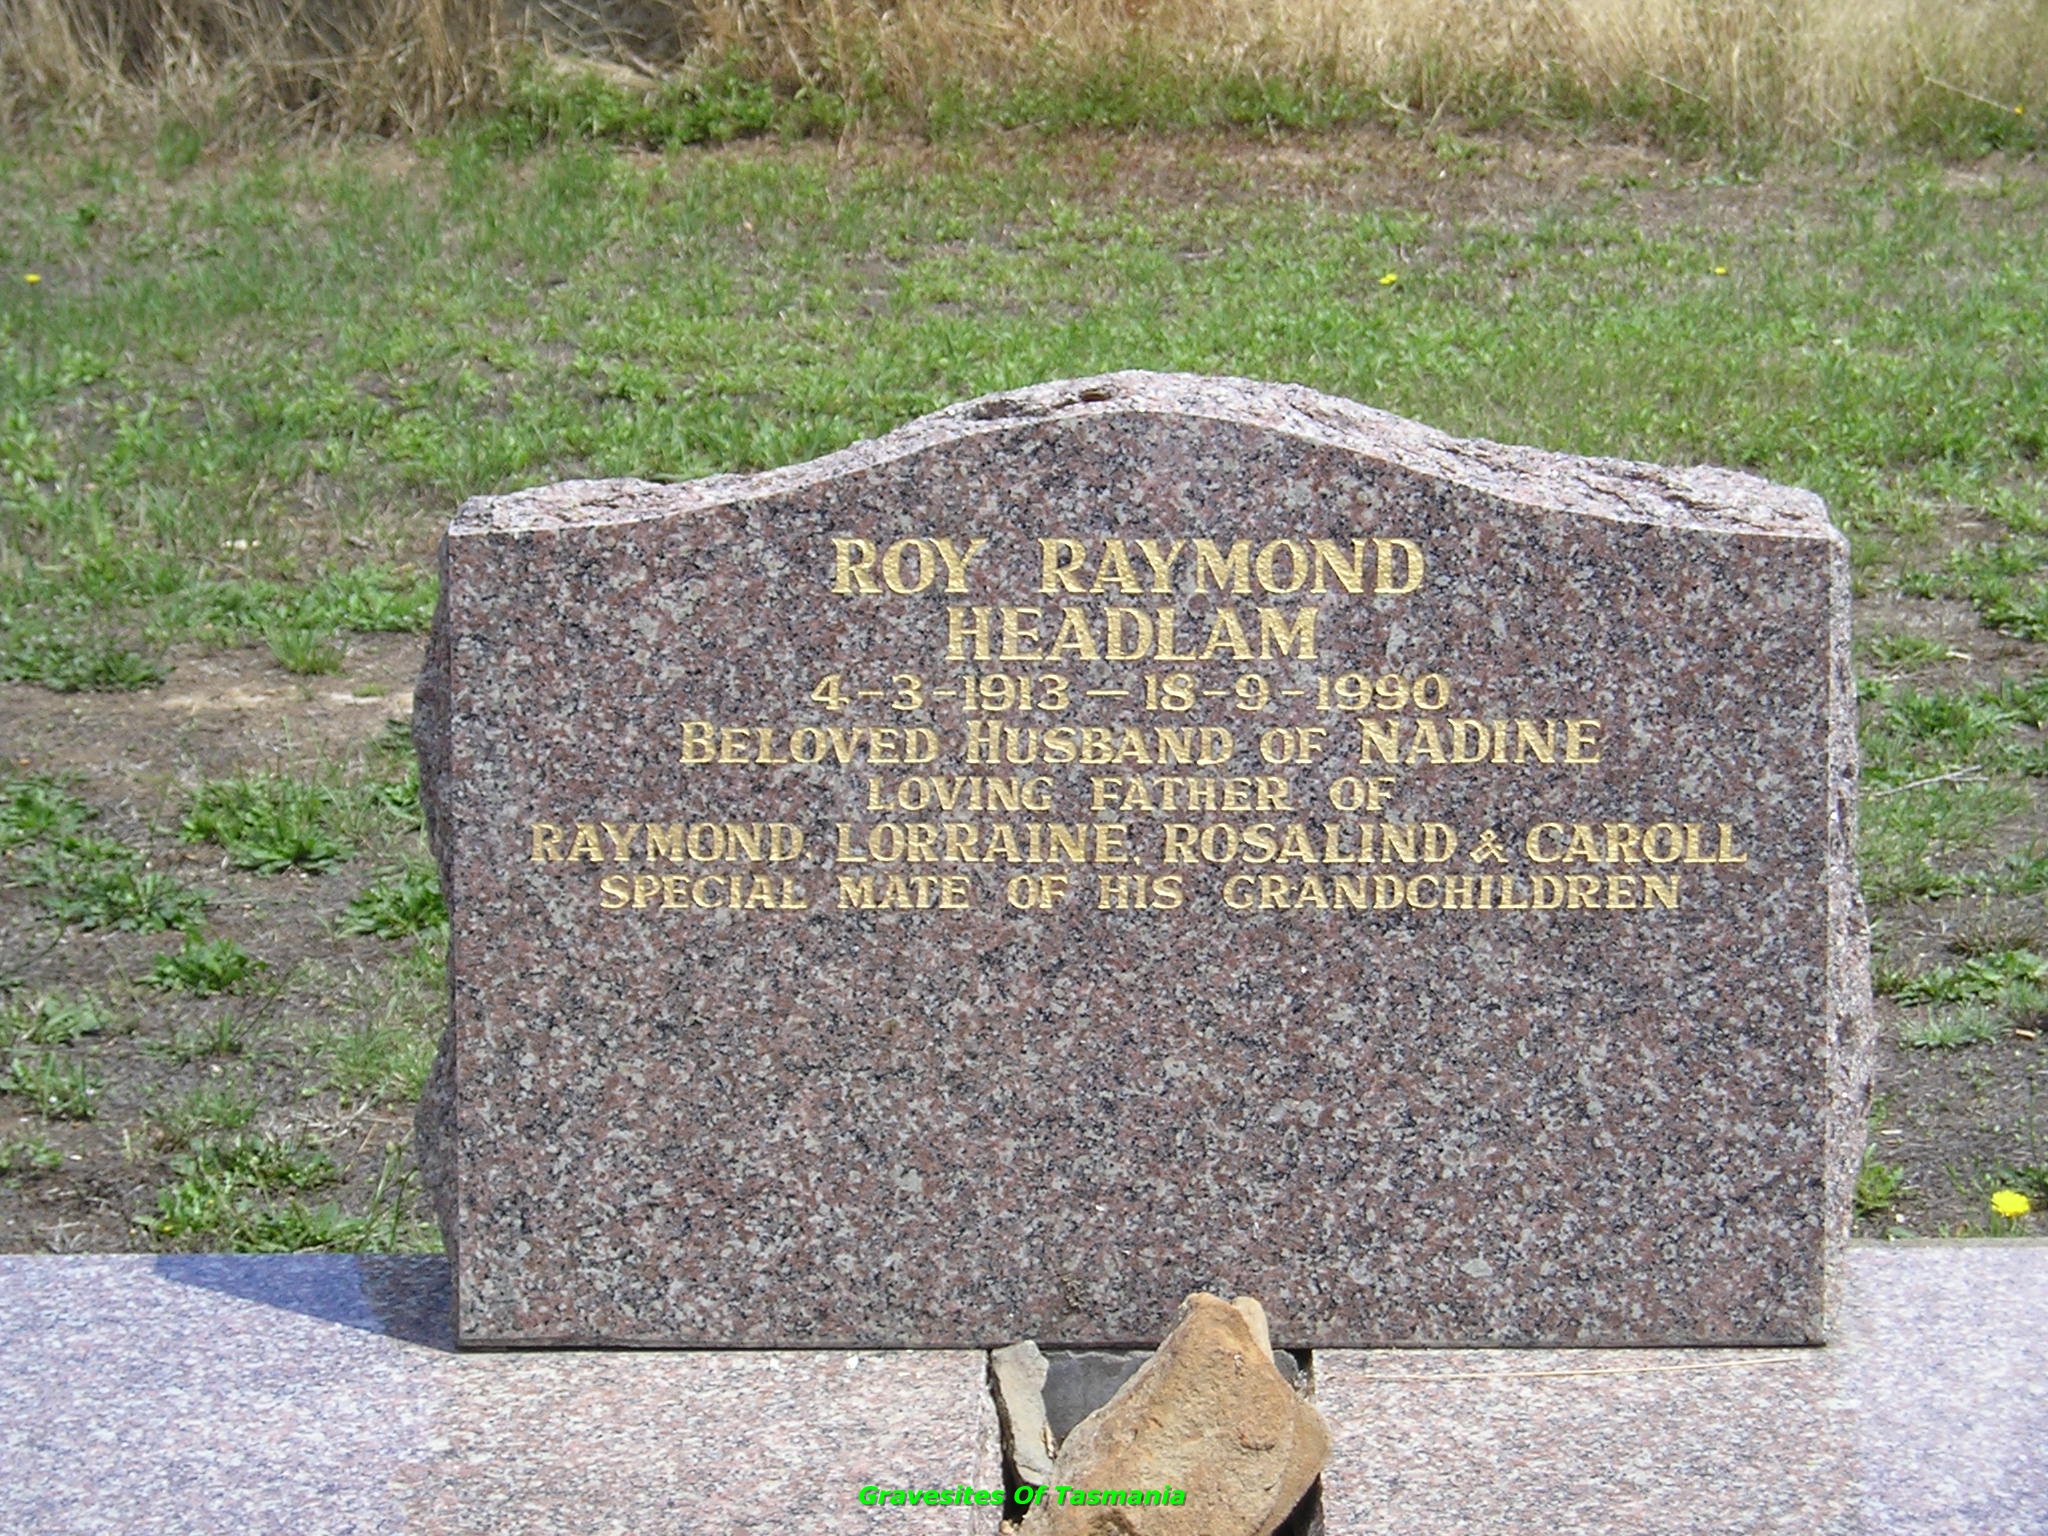 ROY RAYMOND
HEADLAM
4-3-1913 — 18-9-1990
BELOVED HUSBAND OF NADINE
LOVING FATHER OF
RAYMOND, LORRAINE, ROSALIND & CAROLL
SPECIAL MATE OF HIS GRANDCHILDREN
Gravesites Of Tasmania